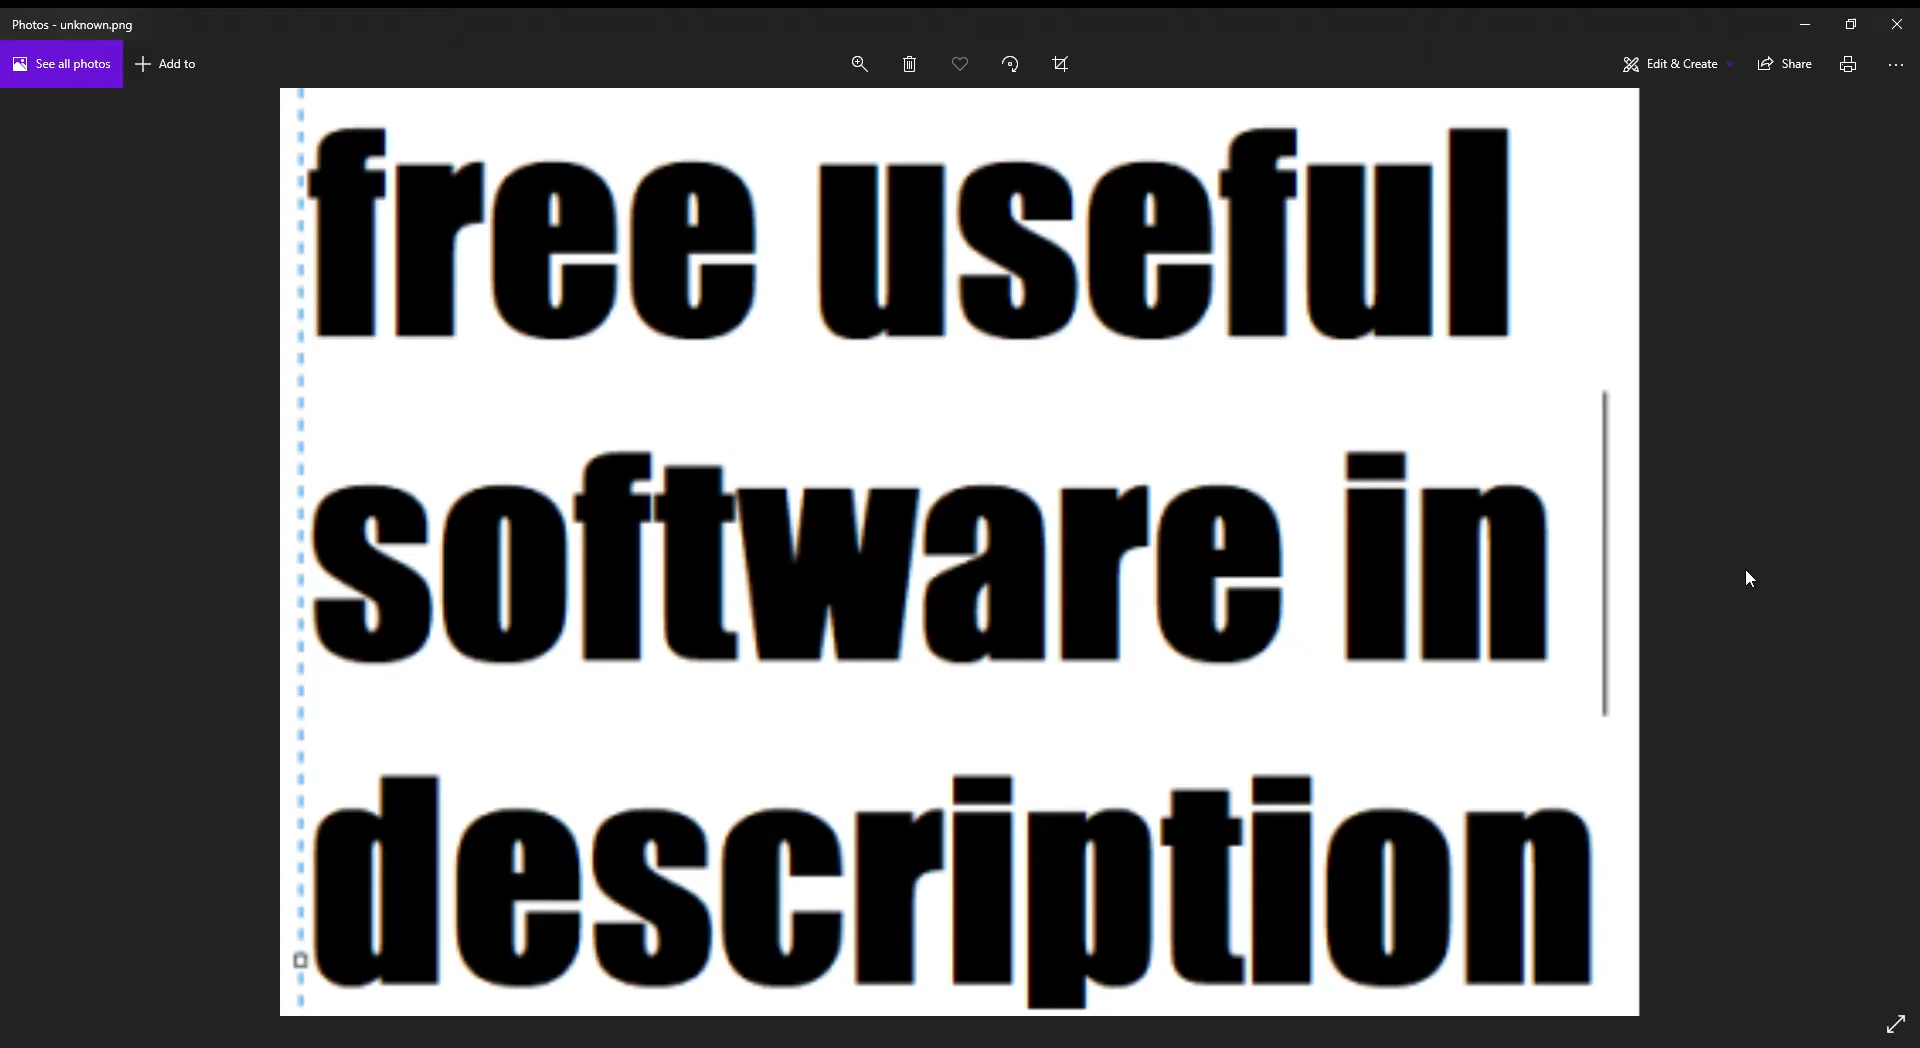 Photos - unknown.png
See all photos
Add to
Edit & Create
Share
free useful
software in
description